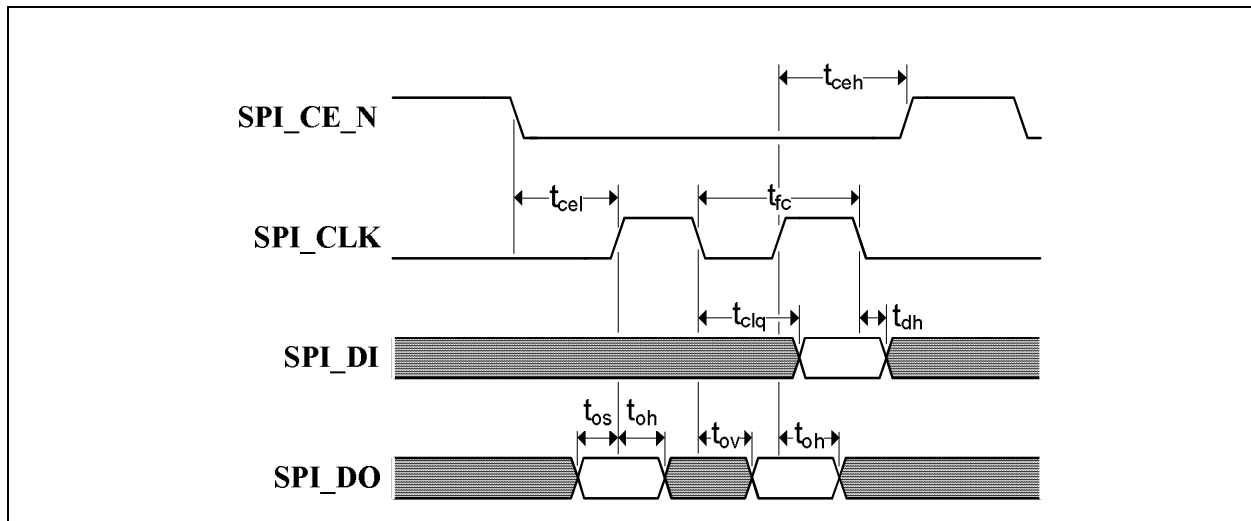 t_ceh
SPI_CE_N
t_cel
t_fc
SPI_CLK
t_clq
t_dh
SPI_DI
t_os t_oh t_ov t_oh
SPI_DO